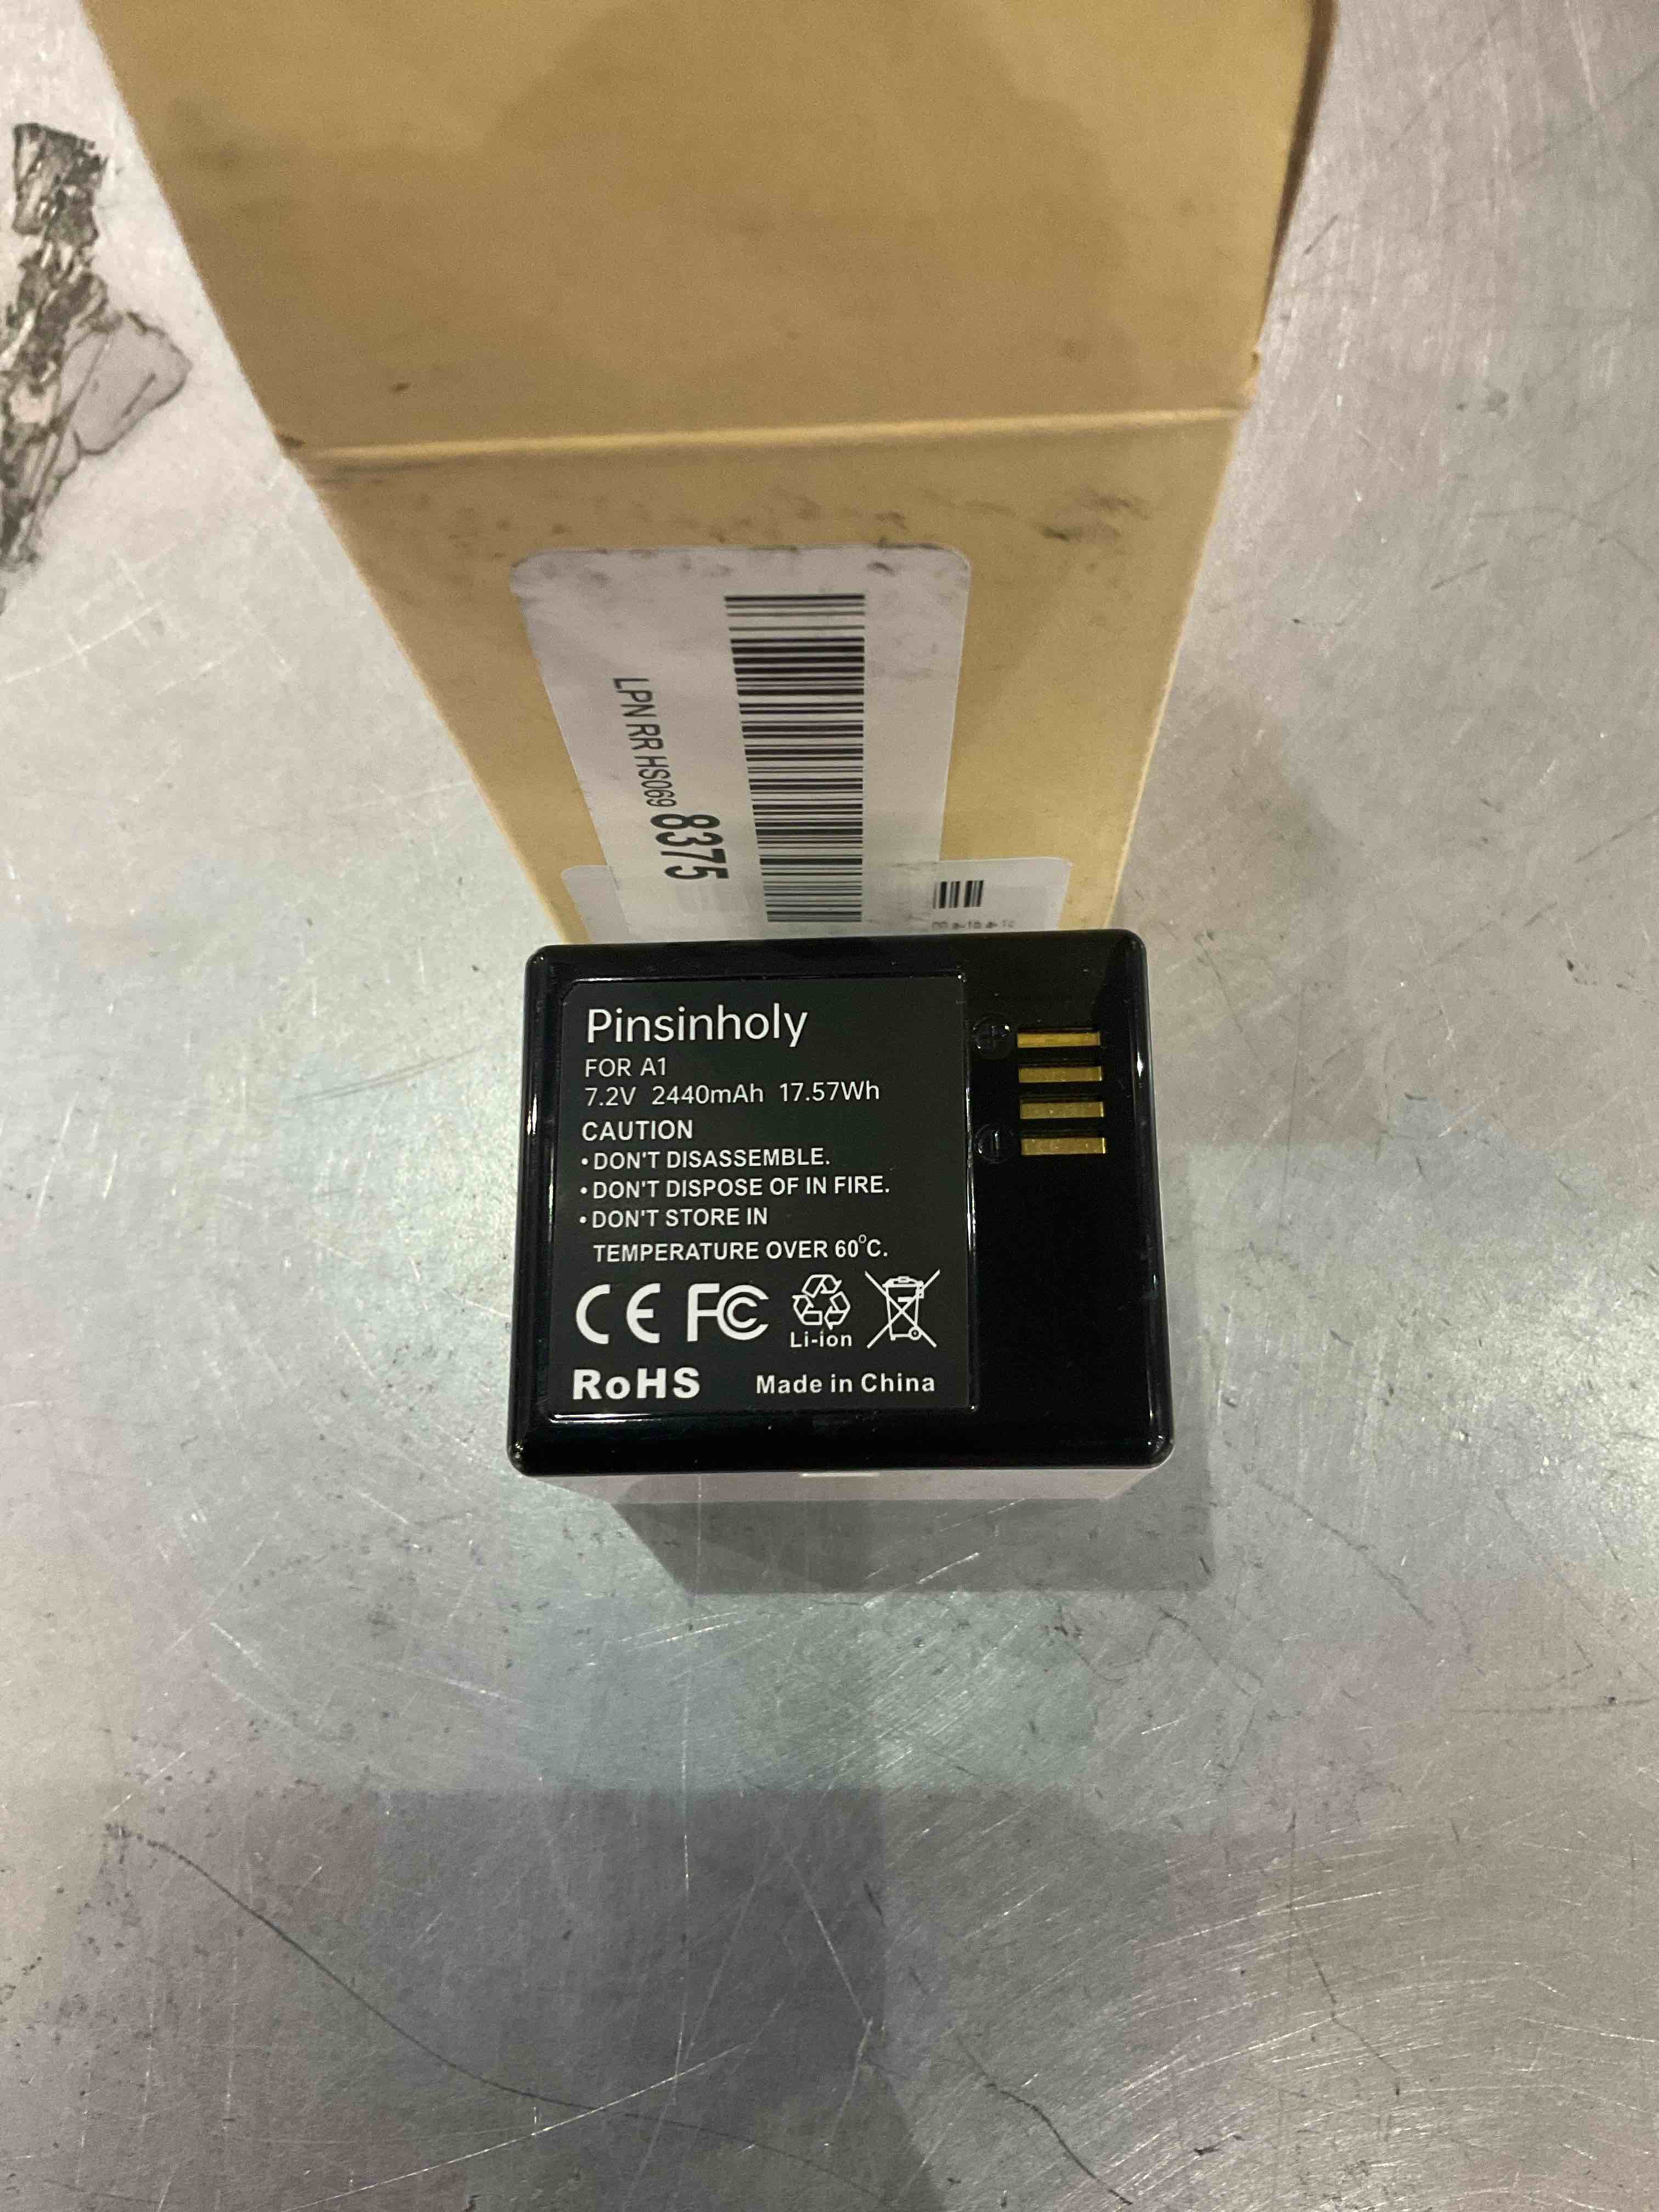 LPN RR HS069 8375
Pinsinholy
FOR A1
7.2V 2440mAh 17.57Wh
CAUTION
• DON'T DISASSEMBLE.
• DON'T DISPOSE OF IN FIRE.
• DON'T STORE IN
TEMPERATURE OVER 60°C.
CE FC Li-ion
RoHS Made in China